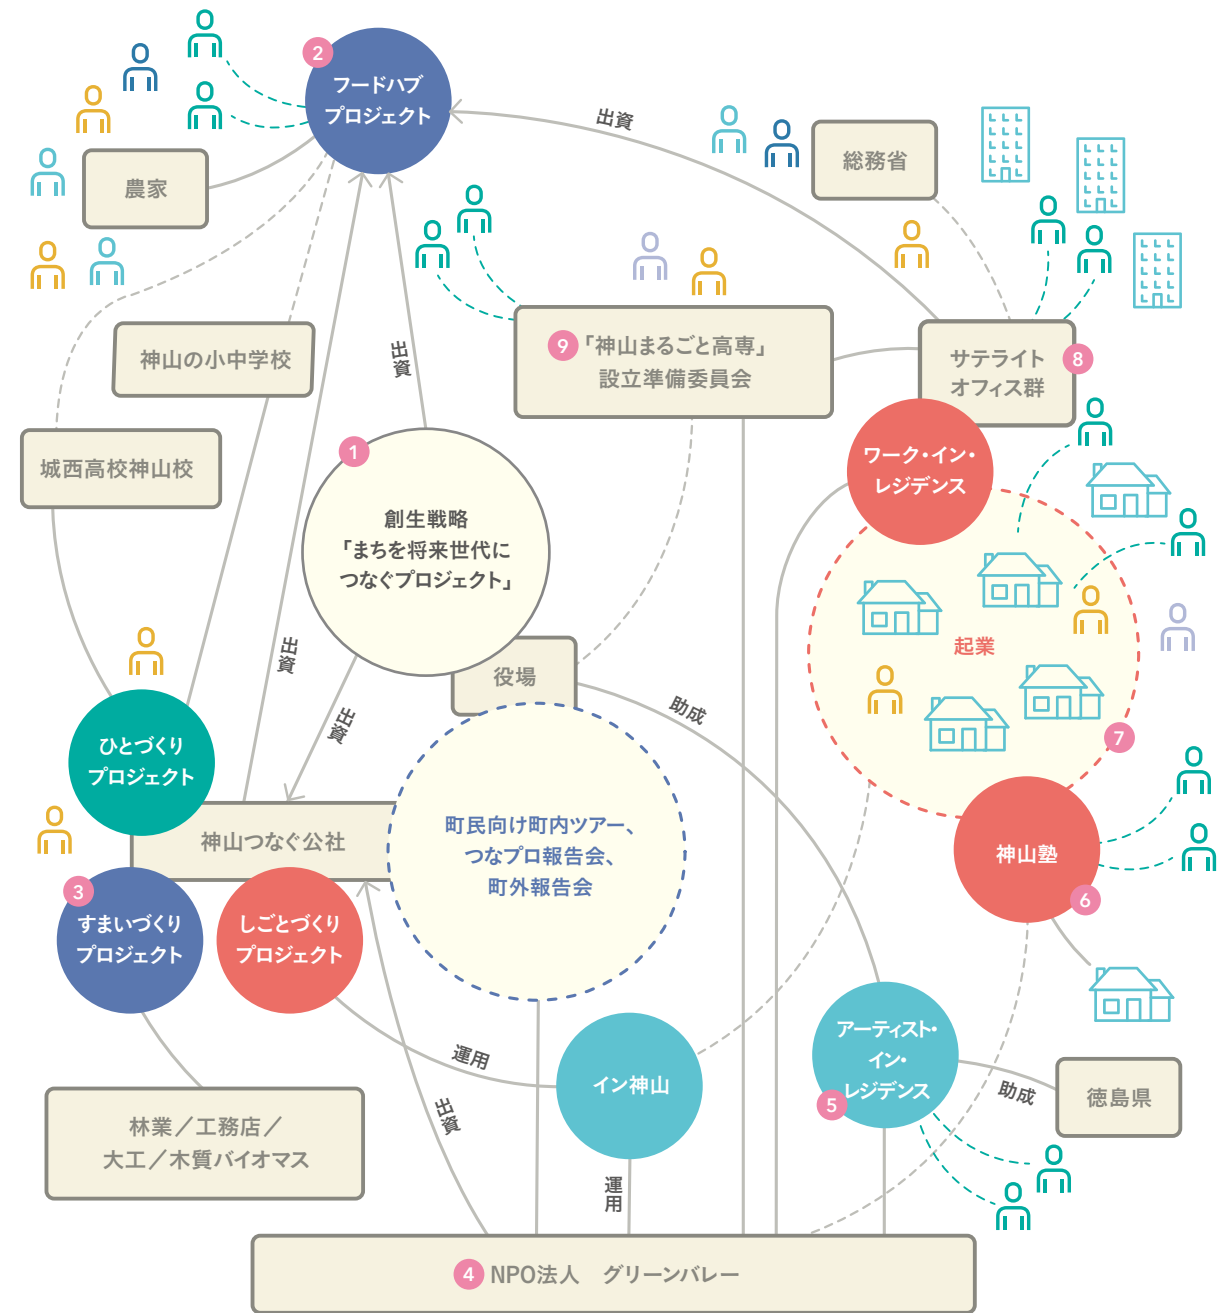 2
フードハブ
プロジェクト
出資
総務省
農家
神山の小中学校
出資
9 「神山まるごと高専」
設立準備委員会
サテライト
オフィス群
8
城西高校神山校
1
創生戦略
「まちを将来世代に
つなぐプロジェクト」
ワーク・イン・
レジデンス
起業
7
出資
役場
助成
出資
ひとづくり
プロジェクト
神山つなぐ公社
町民向け町内ツアー、
つなプロ報告会、
町外報告会
神山塾
6
3
すまいづくり
プロジェクト
しごとづくり
プロジェクト
運用
イン神山
アーティスト・
イン・
レジデンス
5
助成
徳島県
林業／工務店／
大工／木質バイオマス
出資
運用
4 NPO法人　グリーンバレー